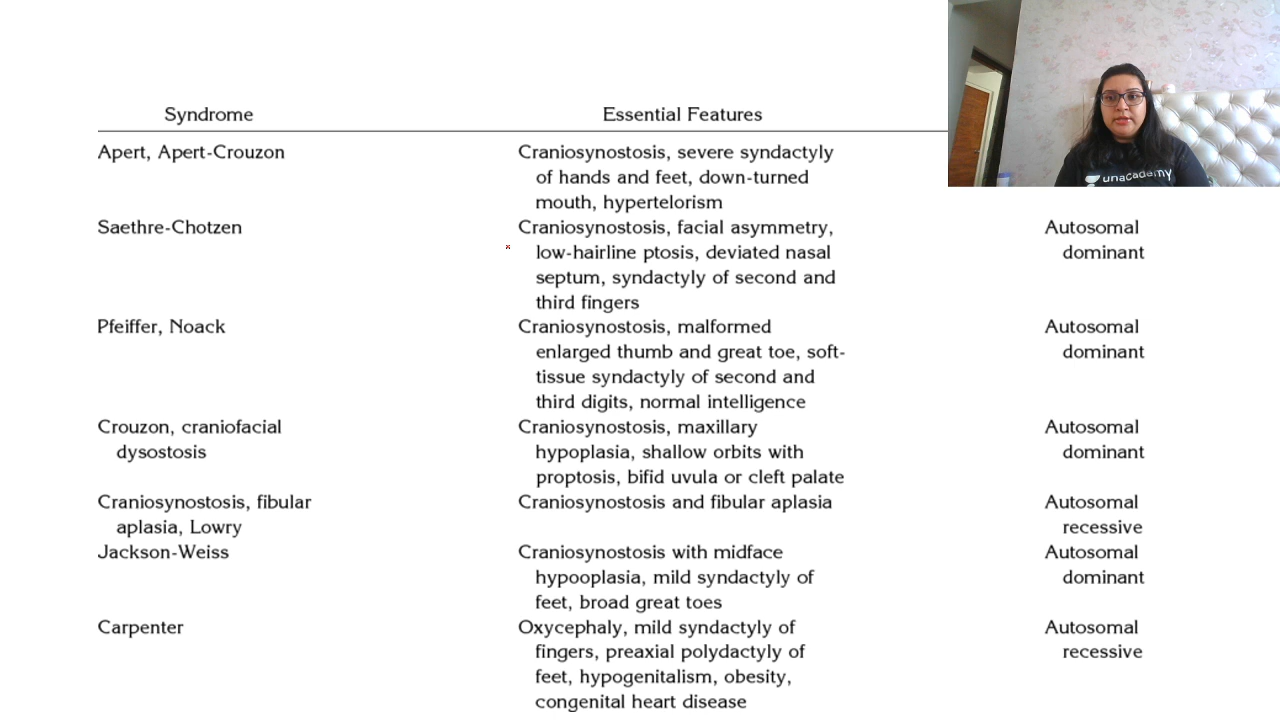 unacademy
Syndrome Essential Features
Apert, Apert-Crouzon Craniosynostosis, severe syndactyly
of hands and feet, down-turned
mouth, hypertelorism
Saethre-Chotzen Craniosynostosis, facial asymmetry, Autosomal
low-hairline ptosis, deviated nasal dominant
septum, syndactyly of second and
third fingers
Pfeiffer, Noack Craniosynostosis, malformed Autosomal
enlarged thumb and great toe, soft- dominant
tissue syndactyly of second and
third digits, normal intelligence
Crouzon, craniofacial Craniosynostosis, maxillary Autosomal
dysostosis hypoplasia, shallow orbits with dominant
proptosis, bifid uvula or cleft palate
Craniosynostosis, fibular Craniosynostosis and fibular aplasia Autosomal
aplasia, Lowry recessive
Jackson-Weiss Craniosynostosis with midface Autosomal
hypooplasia, mild syndactyly of dominant
feet, broad great toes
Carpenter Oxycephaly, mild syndactyly of Autosomal
fingers, preaxial polydactyly of recessive
feet, hypogenitalism, obesity,
congenital heart disease